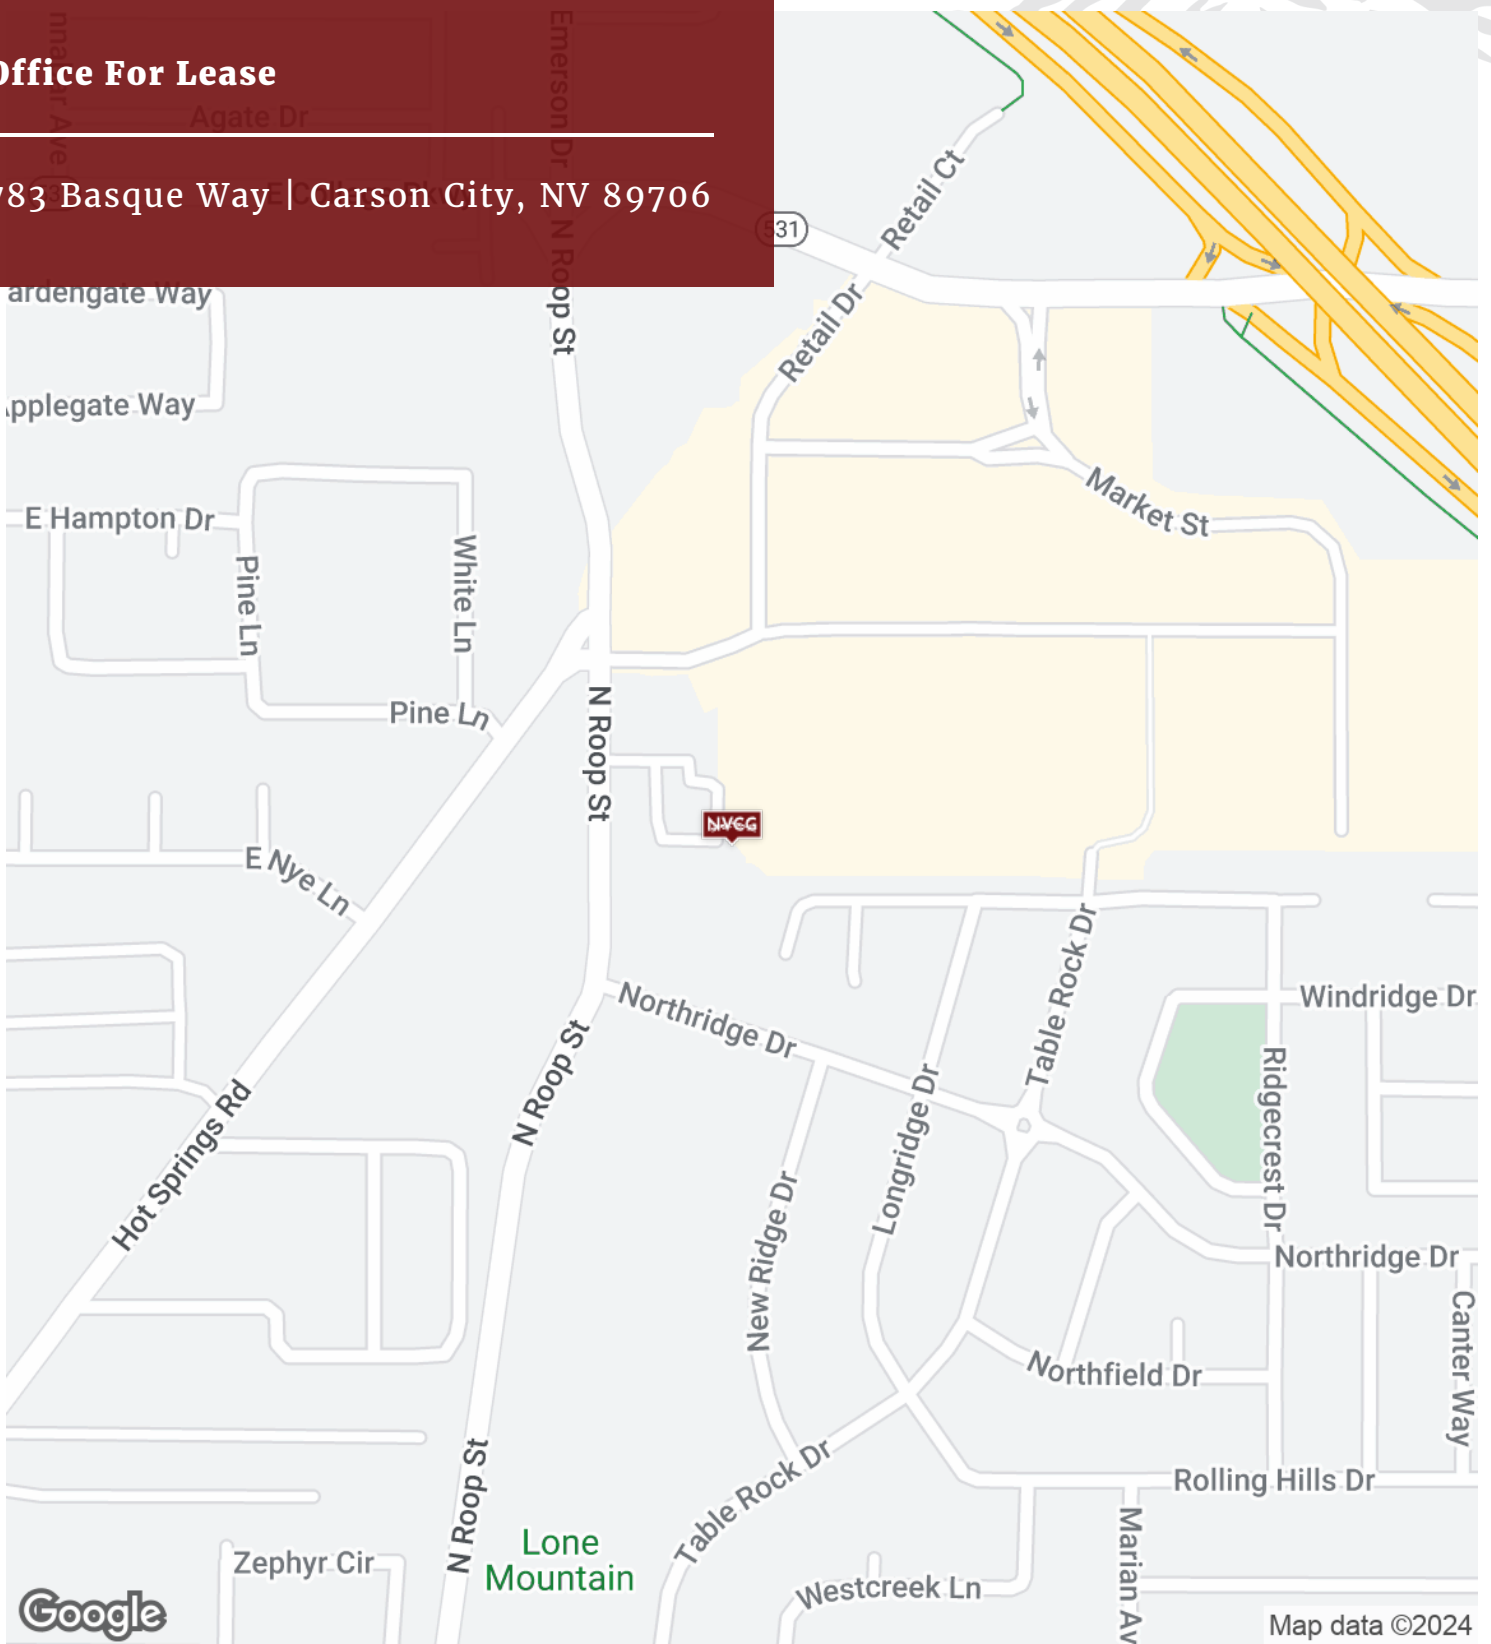 Office For Lease
783 Basque Way | Carson City, NV 89706
Agate Dr
Emerson Dr
531
Retail Ct
N Roop St
Retail Dr
Applegate Way
Market St
E Hampton Dr
Pine Ln
White Ln
Pine Ln
N Roop St
NVCG
E Nye Ln
Table Rock Dr
Northridge Dr
Windridge Dr
N Roop St
Longridge Dr
Ridgecrest Dr
Hot Springs Rd
New Ridge Dr
Northridge Dr
Canter Way
Northfield Dr
N Roop St
Table Rock Dr
Rolling Hills Dr
Lone
Mountain
Marian Av
Zephyr Cir
Westcreek Ln
Google
Map data ©2024